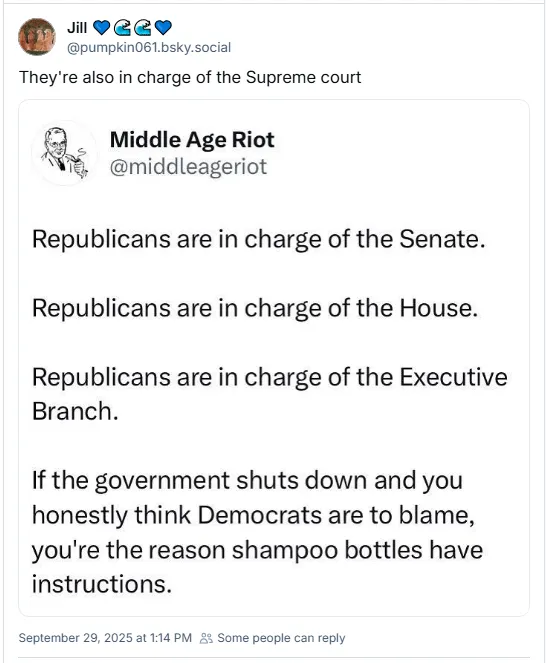 Jill 💙🌊🌊💙
@pumpkin061.bsky.social
They're also in charge of the Supreme court
Middle Age Riot
@middleageriot
Republicans are in charge of the Senate.
Republicans are in charge of the House.
Republicans are in charge of the Executive
Branch.
If the government shuts down and you
honestly think Democrats are to blame,
you're the reason shampoo bottles have
instructions.
September 29, 2025 at 1:14 PM Some people can reply